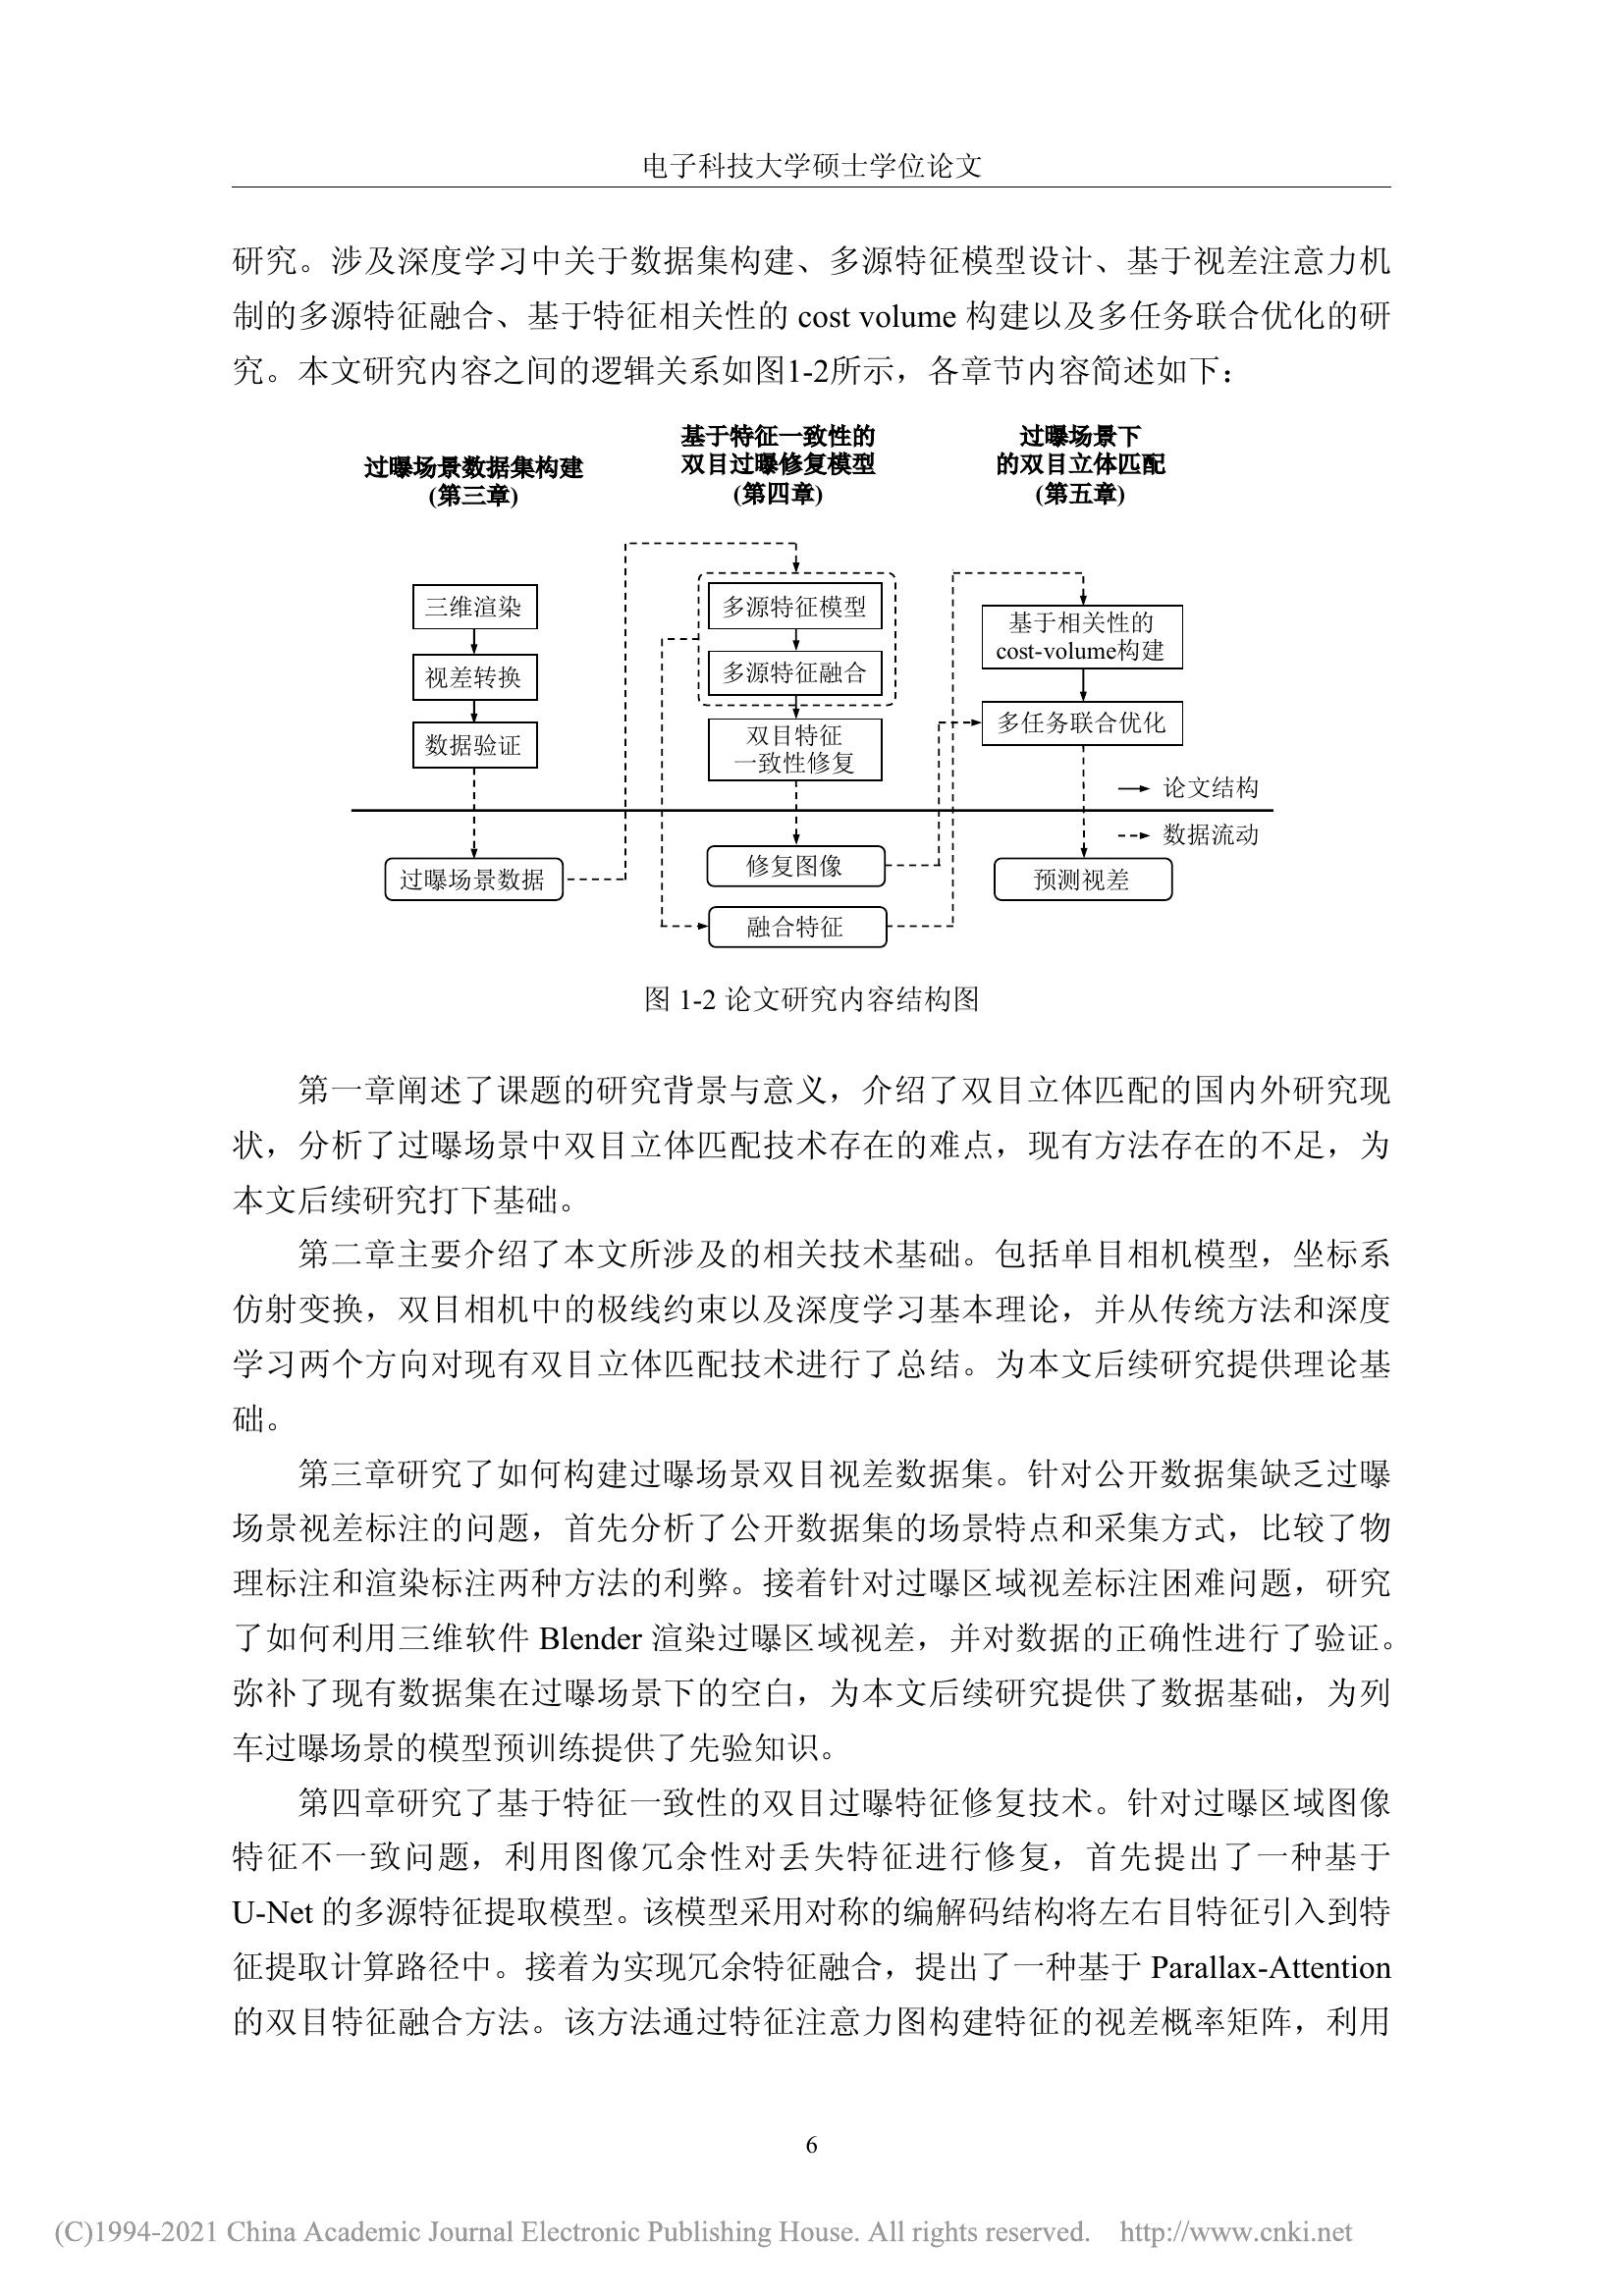 电子科技大学硕士学位论文
研究。涉及深度学习中关于数据集构建、多源特征模型设计、基于视差注意力机
制的多源特征融合、基于特征相关性的 cost volume 构建以及多任务联合优化的研
究。本文研究内容之间的逻辑关系如图1-2所示，各章节内容简述如下：
过曝场景数据集构建
(第三章)
基于特征一致性的
双目过曝修复模型
(第四章)
过曝场景下
的双目立体匹配
(第五章)
三维渲染
视差转换
数据验证
过曝场景数据
多源特征模型
多源特征融合
双目特征
一致性修复
修复图像
融合特征
基于相关性的
cost-volume构建
多任务联合优化
论文结构
数据流动
预测视差
图 1-2 论文研究内容结构图
第一章阐述了课题的研究背景与意义，介绍了双目立体匹配的国内外研究现
状，分析了过曝场景中双目立体匹配技术存在的难点，现有方法存在的不足，为
本文后续研究打下基础。
第二章主要介绍了本文所涉及的相关技术基础。包括单目相机模型，坐标系
仿射变换，双目相机中的极线约束以及深度学习基本理论，并从传统方法和深度
学习两个方向对现有双目立体匹配技术进行了总结。为本文后续研究提供理论基
础。
第三章研究了如何构建过曝场景双目视差数据集。针对公开数据集缺乏过曝
场景视差标注的问题，首先分析了公开数据集的场景特点和采集方式，比较了物
理标注和渲染标注两种方法的利弊。接着针对过曝区域视差标注困难问题，研究
了如何利用三维软件 Blender 渲染过曝区域视差，并对数据的正确性进行了验证。
弥补了现有数据集在过曝场景下的空白，为本文后续研究提供了数据基础，为列
车过曝场景的模型预训练提供了先验知识。
第四章研究了基于特征一致性的双目过曝特征修复技术。针对过曝区域图像
特征不一致问题，利用图像冗余性对丢失特征进行修复，首先提出了一种基于
U-Net 的多源特征提取模型。该模型采用对称的编解码结构将左右目特征引入到特
征提取计算路径中。接着为实现冗余特征融合，提出了一种基于 Parallax-Attention
的双目特征融合方法。该方法通过特征注意力图构建特征的视差概率矩阵，利用
6
(C)1994-2021 China Academic Journal Electronic Publishing House. All rights reserved. http://www.cnki.net